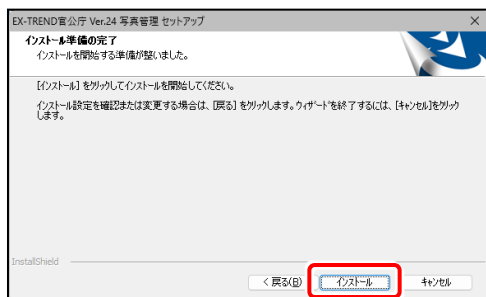 EX-TREND官公庁 Ver.24 写真管理 セットアップ
インストール準備の完了
インストールを開始する準備が整いました。
[インストール] をクリックしてインストールを開始してください。
インストール設定を確認または変更する場合は、[戻る] をクリックします。ウィザードを終了するには、[キャンセル]をクリック
します。
InstallShield
< 戻る(B)
インストール
キャンセル